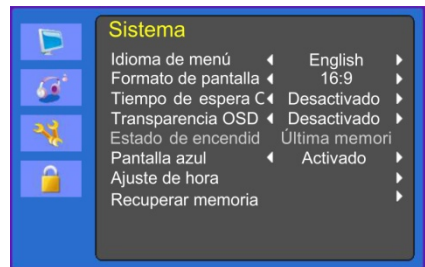 Sistema
Idioma de menú English
Formato de pantalla 16:9
Tiempo de espera C Desactivado
Transparencia OSD Desactivado
Estado de encendid Última memori
Pantalla azul Activado
Ajuste de hora
Recuperar memoria